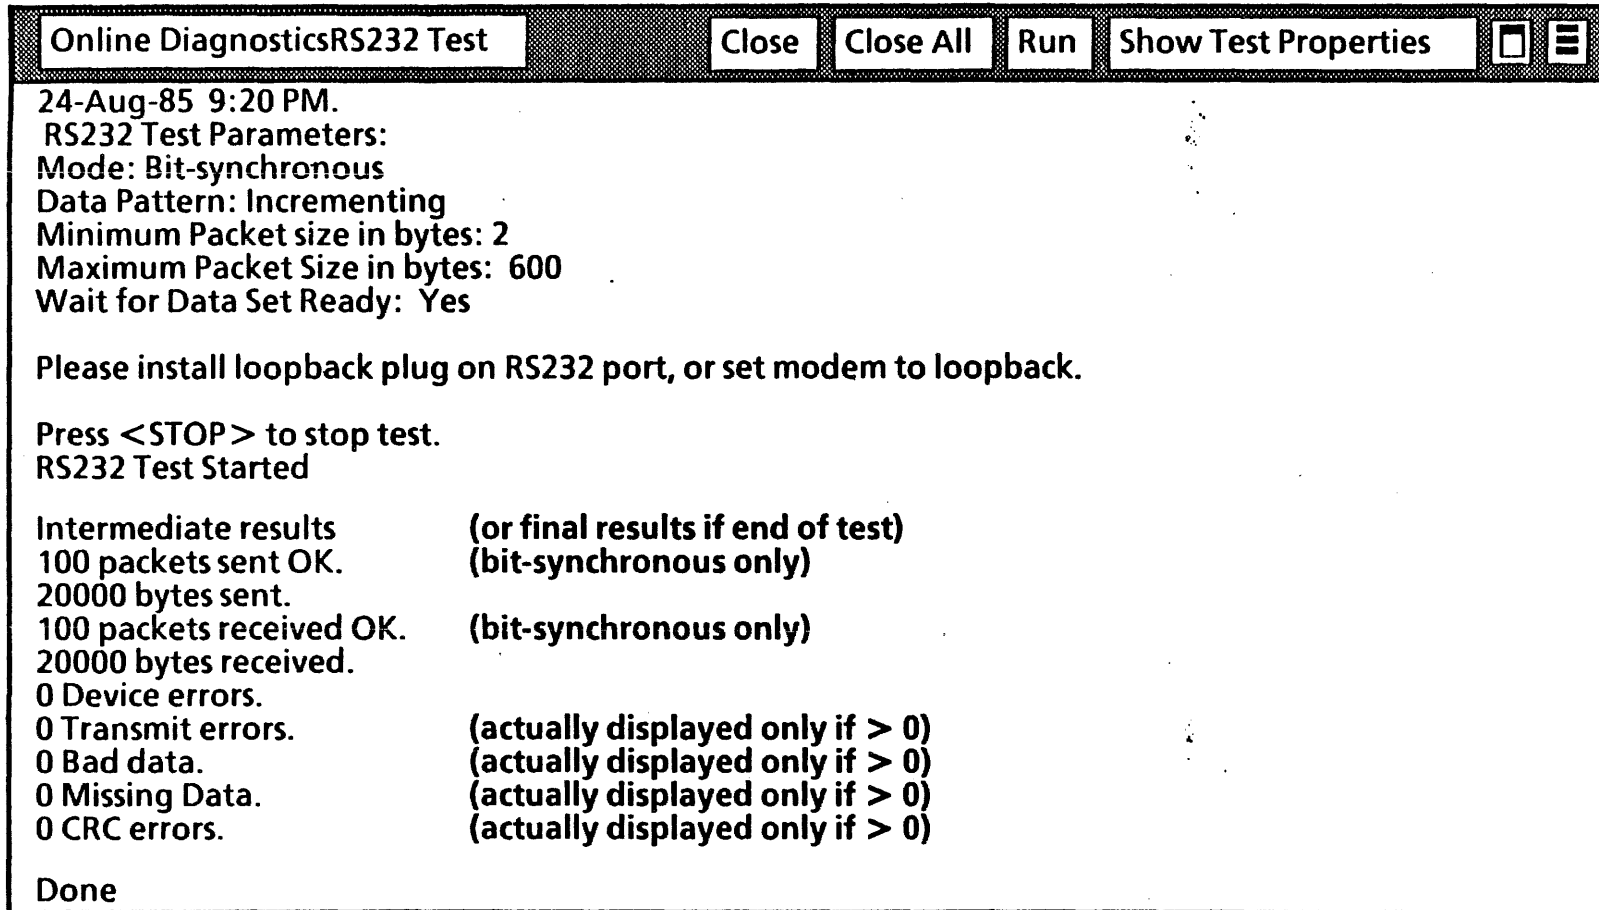 Online DiagnosticsRS232 Test Close Close All Run Show Test Properties
24-Aug-85 9:20 PM.
RS232 Test Parameters:
Mode: Bit-synchronous
Data Pattern: Incrementing
Minimum Packet size in bytes: 2
Maximum Packet Size in bytes: 600
Wait for Data Set Ready: Yes
Please install loopback plug on RS232 port, or set modem to loopback.
Press <STOP> to stop test.
RS232 Test Started
Intermediate results (or final results if end of test)
100 packets sent OK. (bit-synchronous only)
20000 bytes sent.
100 packets received OK. (bit-synchronous only)
20000 bytes received.
0 Device errors.
0 Transmit errors. (actually displayed only if > 0)
0 Bad data. (actually displayed only if > 0)
0 Missing Data. (actually displayed only if > 0)
0 CRC errors. (actually displayed only if > 0)
Done